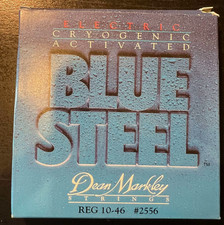 ELECTRIC
CRYOGENIC
ACTIVATED
BLUE
STEEL
TM
Dean Markley
STRINGS
REG 10-46 #2556